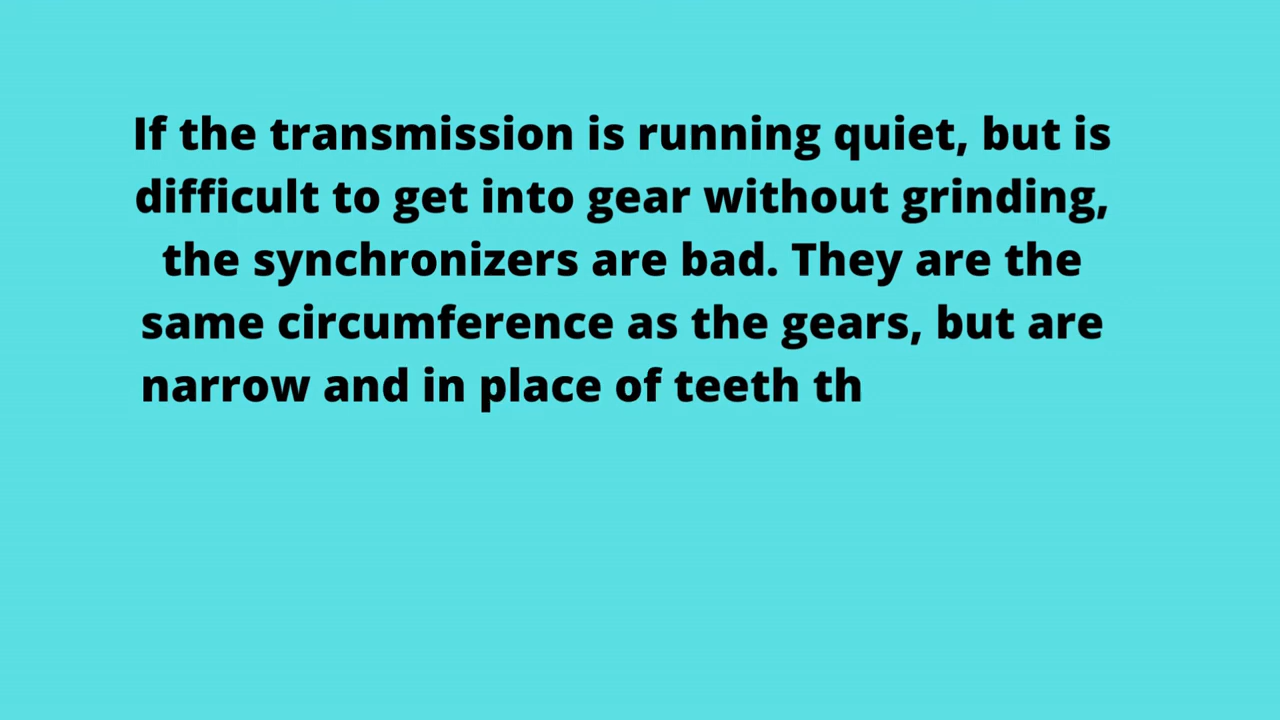 If the transmission is running quiet, but is
difficult to get into gear without grinding,
the synchronizers are bad. They are the
same circumference as the gears, but are
narrow and in place of teeth th